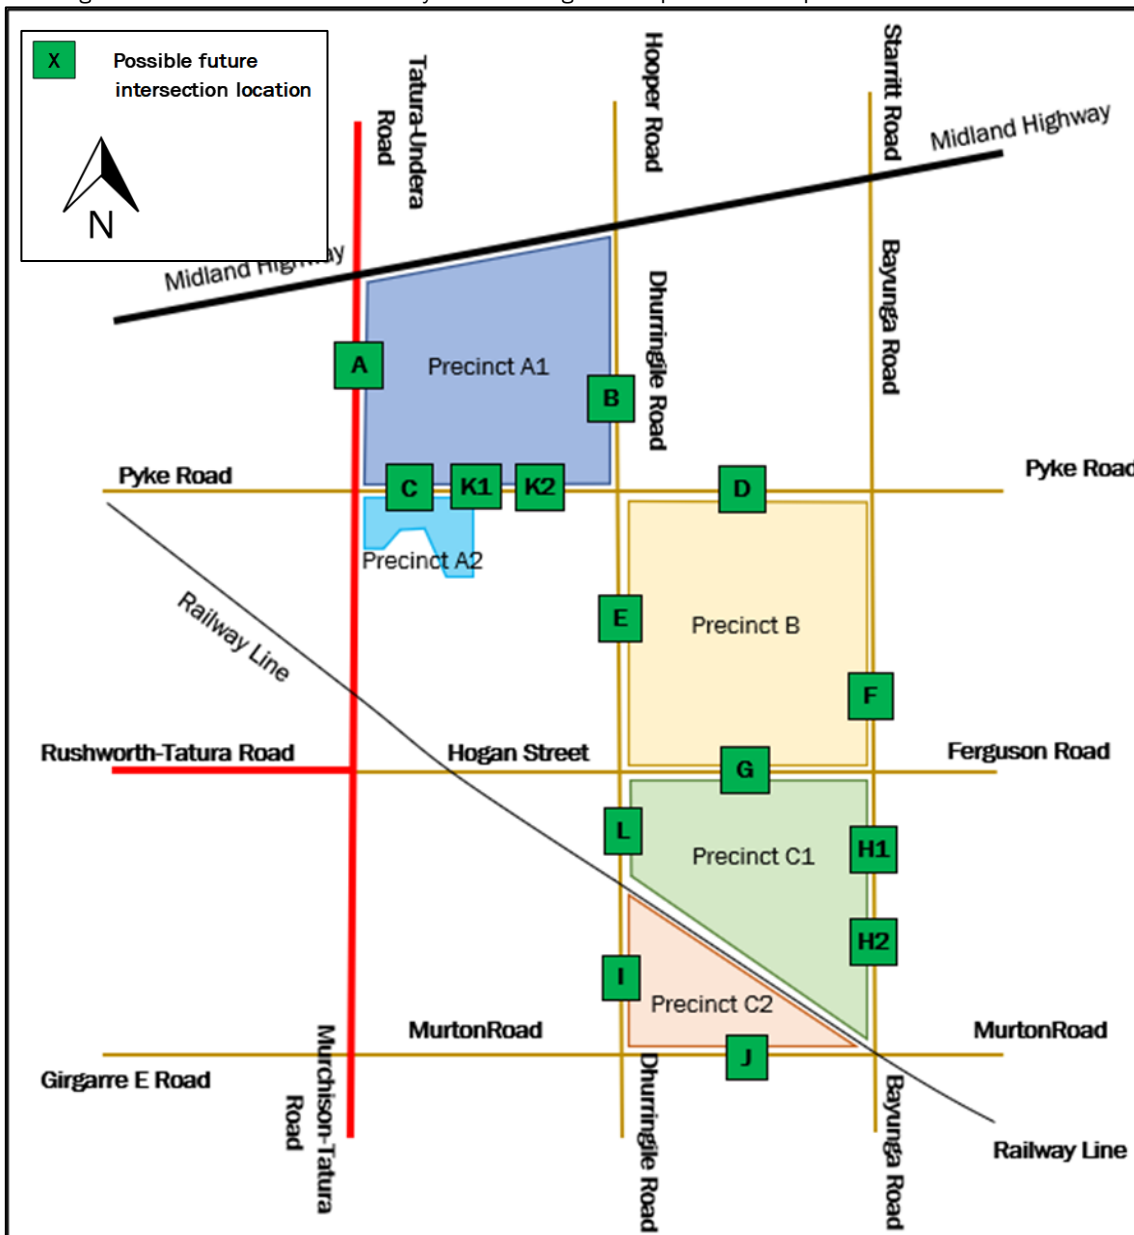 X
Possible future
intersection location
N
Tatura-Undera
Road
Hooper Road
Starritt Road
Midland Highway
Midland Highway
Dhurringile Road
Bayunga Road
A
Precinct A1
B
Pyke Road
C
K1
K2
D
Pyke Road
Precinct A2
Railway Line
E
Precinct B
F
Rushworth-Tatura Road
Hogan Street
G
Ferguson Road
L
Precinct C1
H1
H2
I
Precinct C2
MurtonRoad
J
MurtonRoad
Girgarre E Road
Murchison-Tatura
Road
Dhurringile Road
Bayunga Road
Railway Line